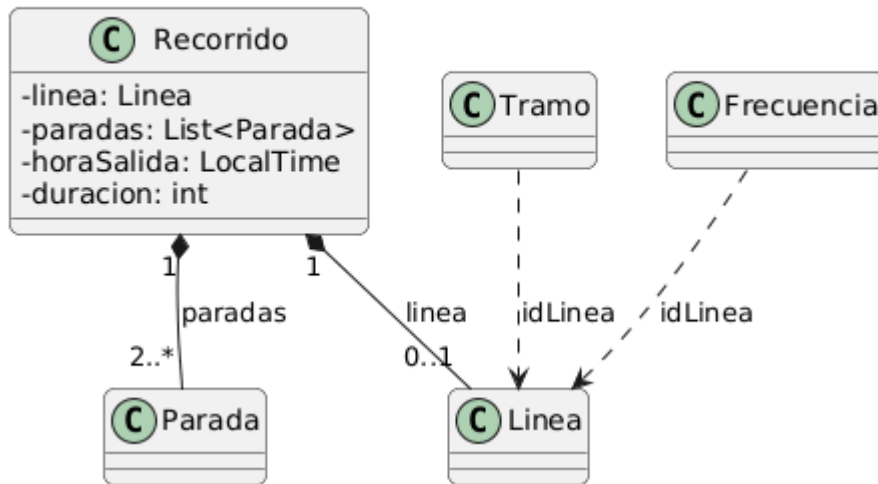 C Recorrido
-linea: Linea
-paradas: List<Parada>
-horaSalida: LocalTime
-duracion: int
C Tramo
C Frecuencia
1
1
paradas
linea
idLinea
idLinea
2..*
0..1
C Parada
C Linea